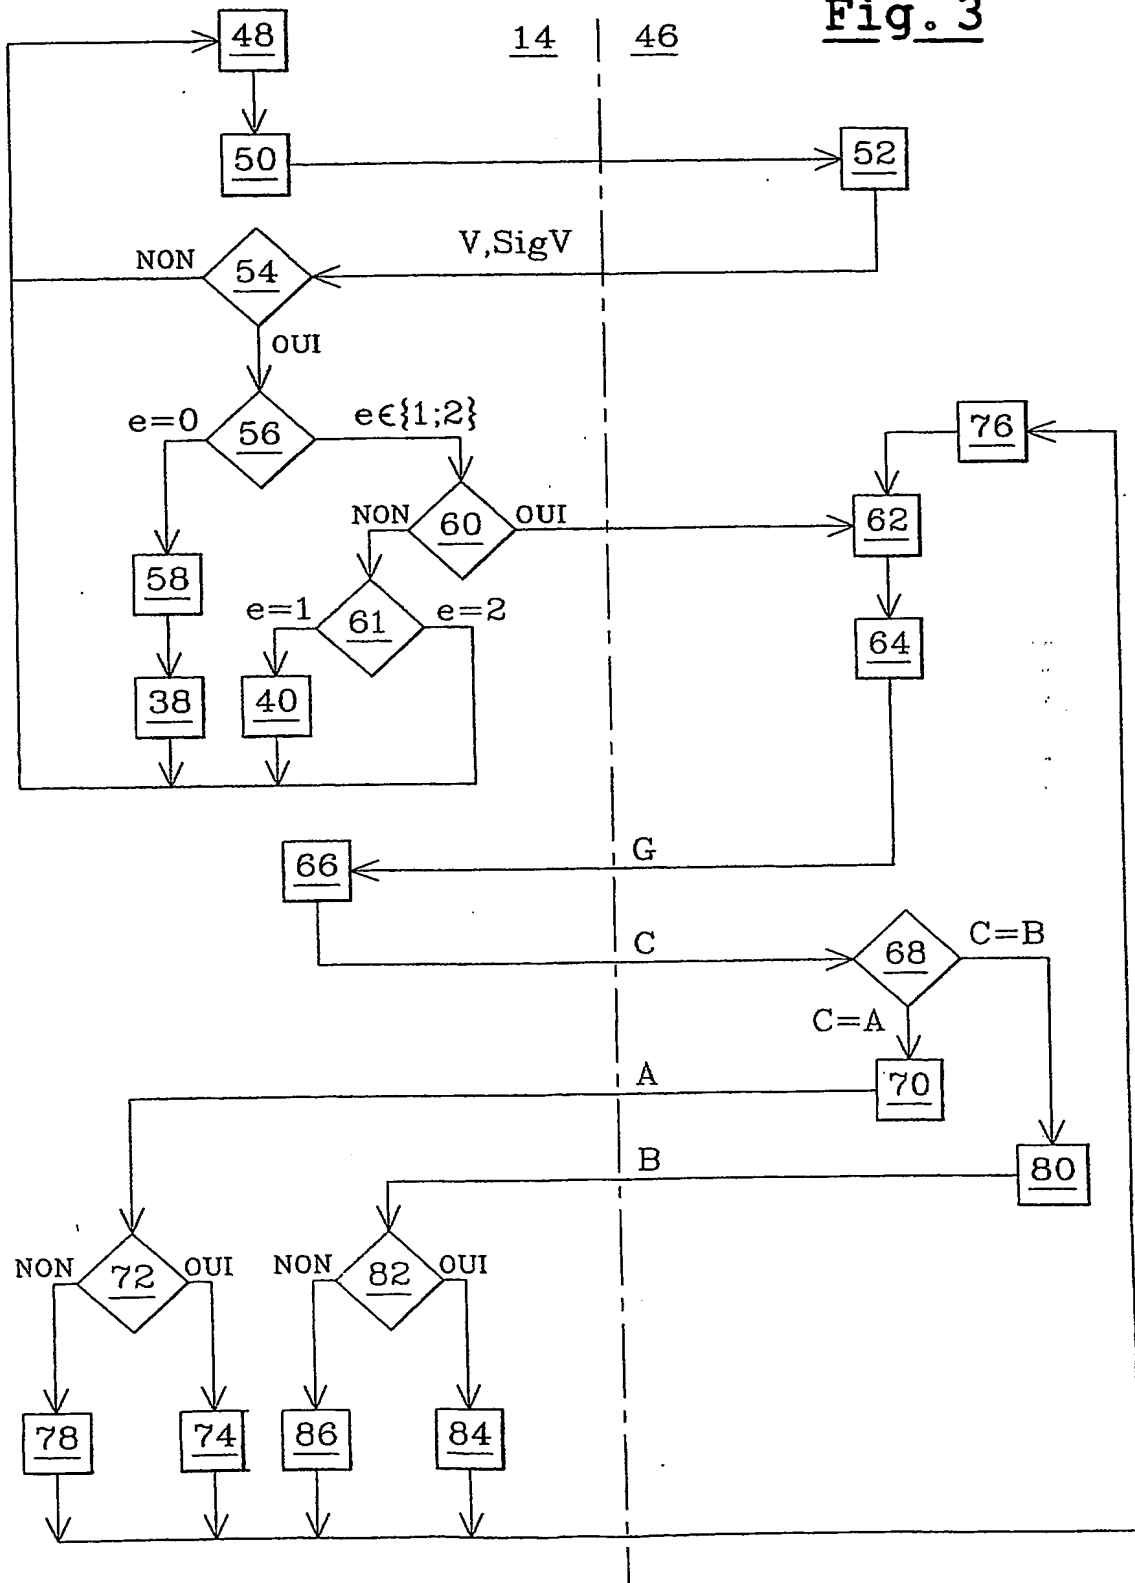 Fig. 3
48
14
46
50
52
V,SigV
NON
54
OUI
e=0
56
e∈{1;2}
76
NON
60
OUI
62
58
e=1
61
e=2
64
38
40
G
66
C
68
C=B
C=A
A
70
B
80
NON
72
OUI
NON
82
OUI
78
74
86
84